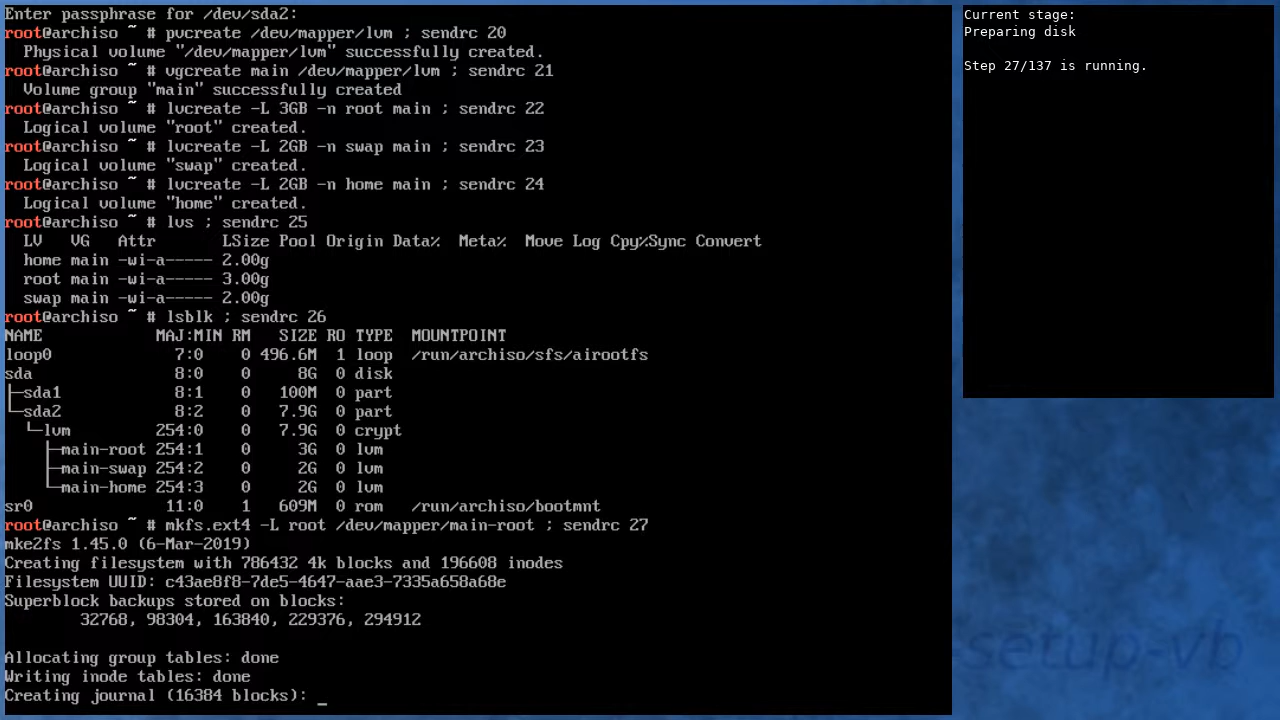 Enter passphrase for /dev/sda2:
root@archiso ~ # pvcreate /dev/mapper/lvm ; sendrc 20
  Physical volume "/dev/mapper/lvm" successfully created.
root@archiso ~ # vgcreate main /dev/mapper/lvm ; sendrc 21
  Volume group "main" successfully created
root@archiso ~ # lvcreate -L 3GB -n root main ; sendrc 22
  Logical volume "root" created.
root@archiso ~ # lvcreate -L 2GB -n swap main ; sendrc 23
  Logical volume "swap" created.
root@archiso ~ # lvcreate -L 2GB -n home main ; sendrc 24
  Logical volume "home" created.
root@archiso ~ # lvs ; sendrc 25
  LV   VG   Attr       LSize Pool Origin Data%  Meta%  Move Log Cpy%Sync Convert
  home main -wi-a----- 2.00g
  root main -wi-a----- 3.00g
  swap main -wi-a----- 2.00g
root@archiso ~ # lsblk ; sendrc 26
NAME            MAJ:MIN RM   SIZE RO TYPE  MOUNTPOINT
loop0             7:0    0 496.6M  1 loop  /run/archiso/sfs/airootfs
sda               8:0    0     8G  0 disk
├─sda1            8:1    0   100M  0 part
└─sda2            8:2    0   7.9G  0 part
  └─lvm         254:0    0   7.9G  0 crypt
    ├─main-root 254:1    0     3G  0 lvm
    ├─main-swap 254:2    0     2G  0 lvm
    └─main-home 254:3    0     2G  0 lvm
sr0              11:0    1   609M  0 rom   /run/archiso/bootmnt
root@archiso ~ # mkfs.ext4 -L root /dev/mapper/main-root ; sendrc 27
mke2fs 1.45.0 (6-Mar-2019)
Creating filesystem with 786432 4k blocks and 196608 inodes
Filesystem UUID: c43ae8f8-7de5-4647-aae3-7335a658a68e
Superblock backups stored on blocks:
        32768, 98304, 163840, 229376, 294912
Allocating group tables: done
Writing inode tables: done
Creating journal (16384 blocks): _
Current stage:
Preparing disk
Step 27/137 is running.
setup-vb